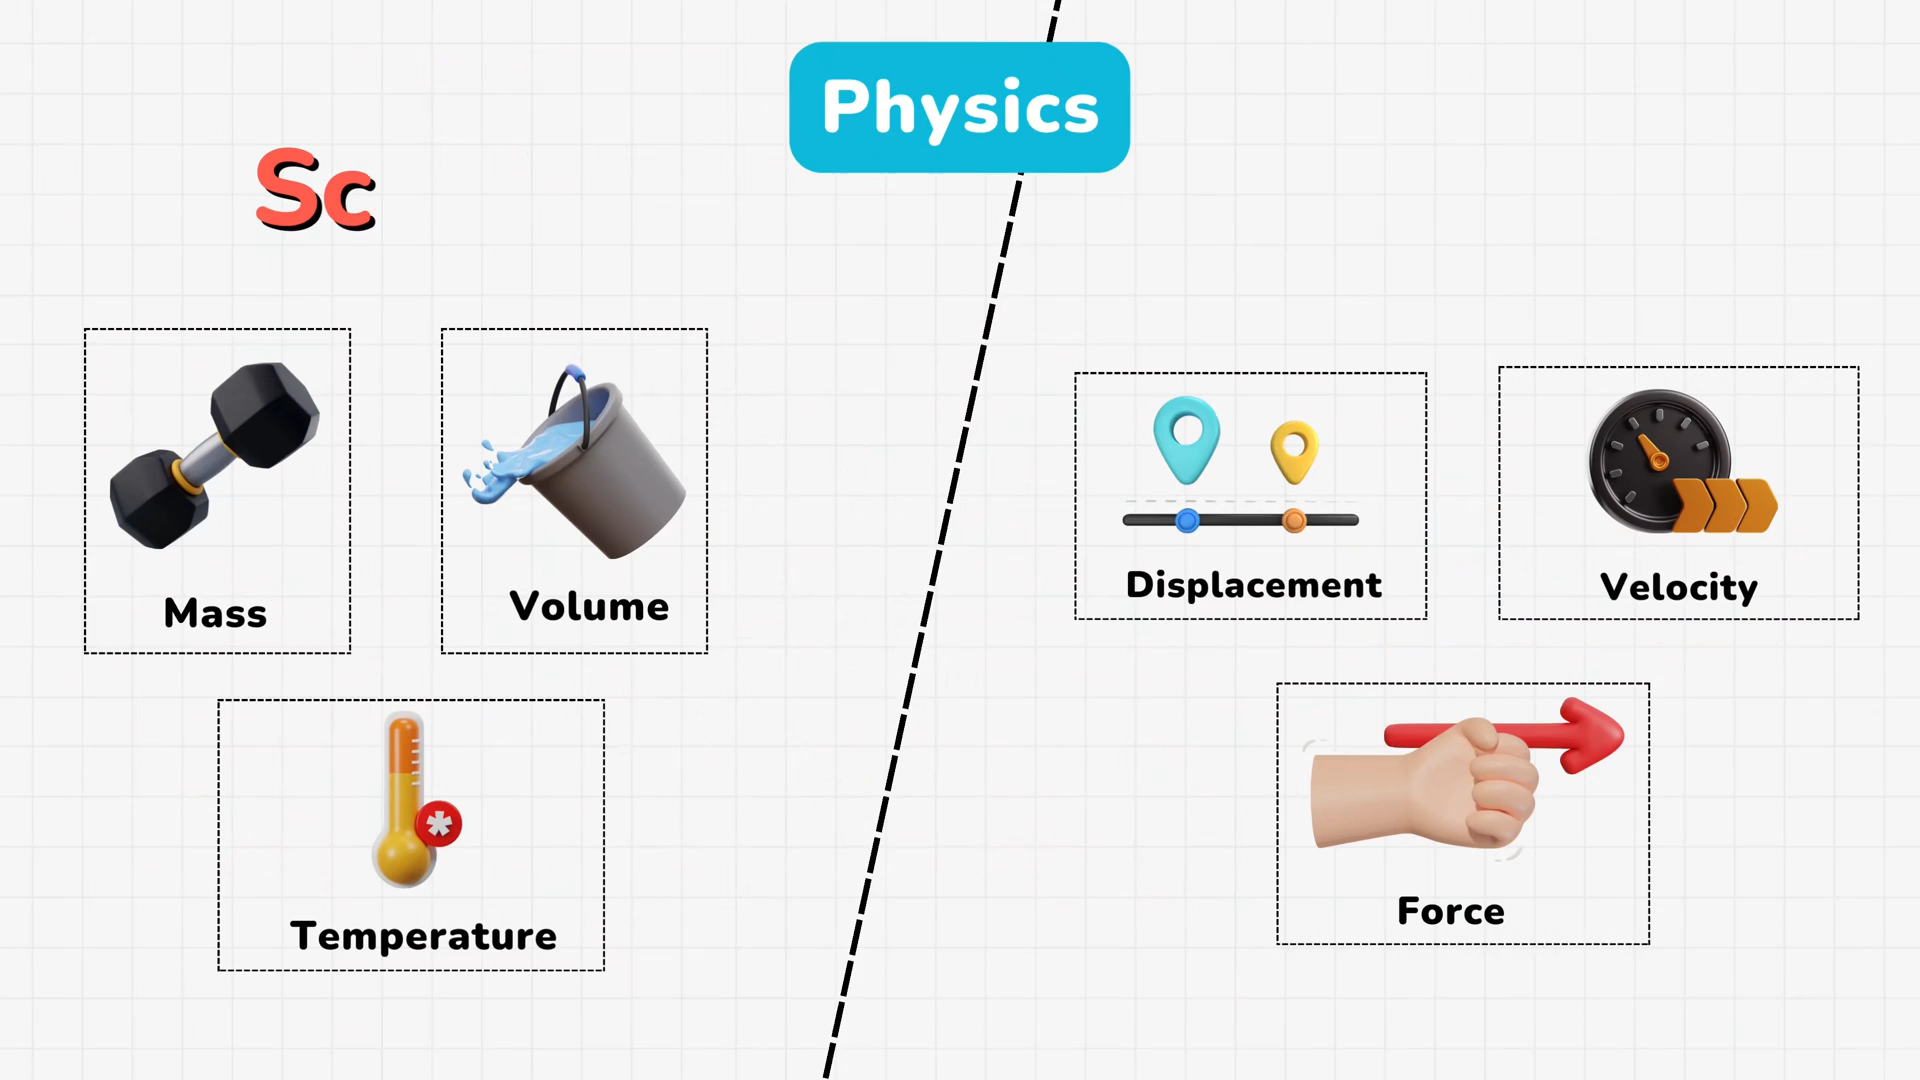 Physics
Sc
Mass
Volume
Displacement
Velocity
Temperature
Force